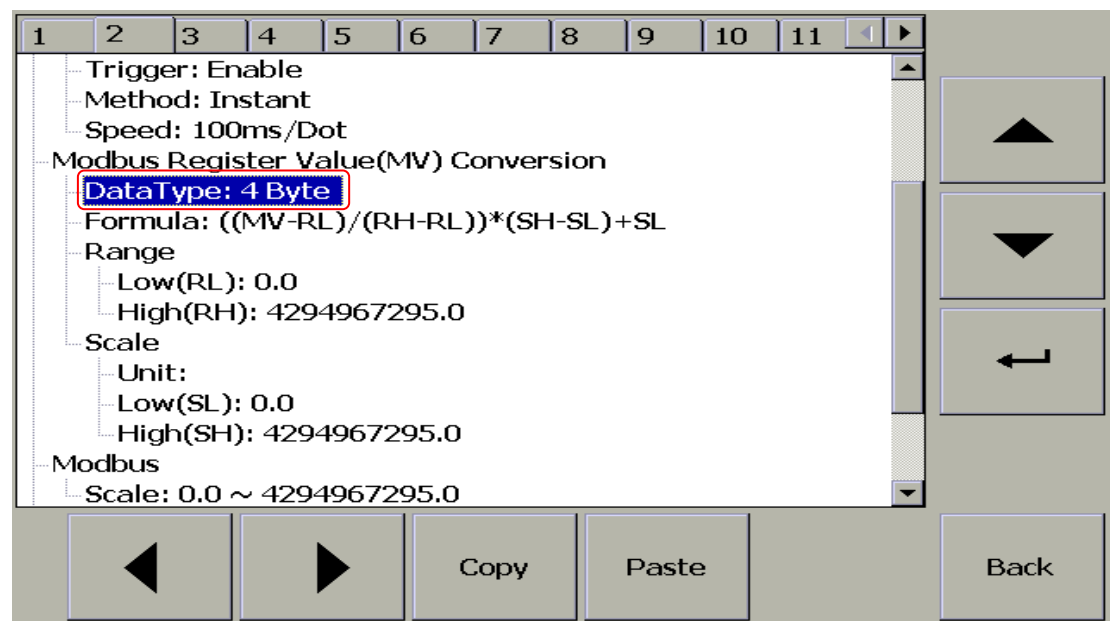 1 2 3 4 5 6 7 8 9 10 11
Trigger: Enable
Method: Instant
Speed: 100ms/Dot
Modbus Register Value(MV) Conversion
DataType: 4 Byte
Formula: ((MV-RL)/(RH-RL))*(SH-SL)+SL
Range
Low(RL): 0.0
High(RH): 4294967295.0
Scale
Unit:
Low(SL): 0.0
High(SH): 4294967295.0
Modbus
Scale: 0.0 ~ 4294967295.0
Copy Paste Back